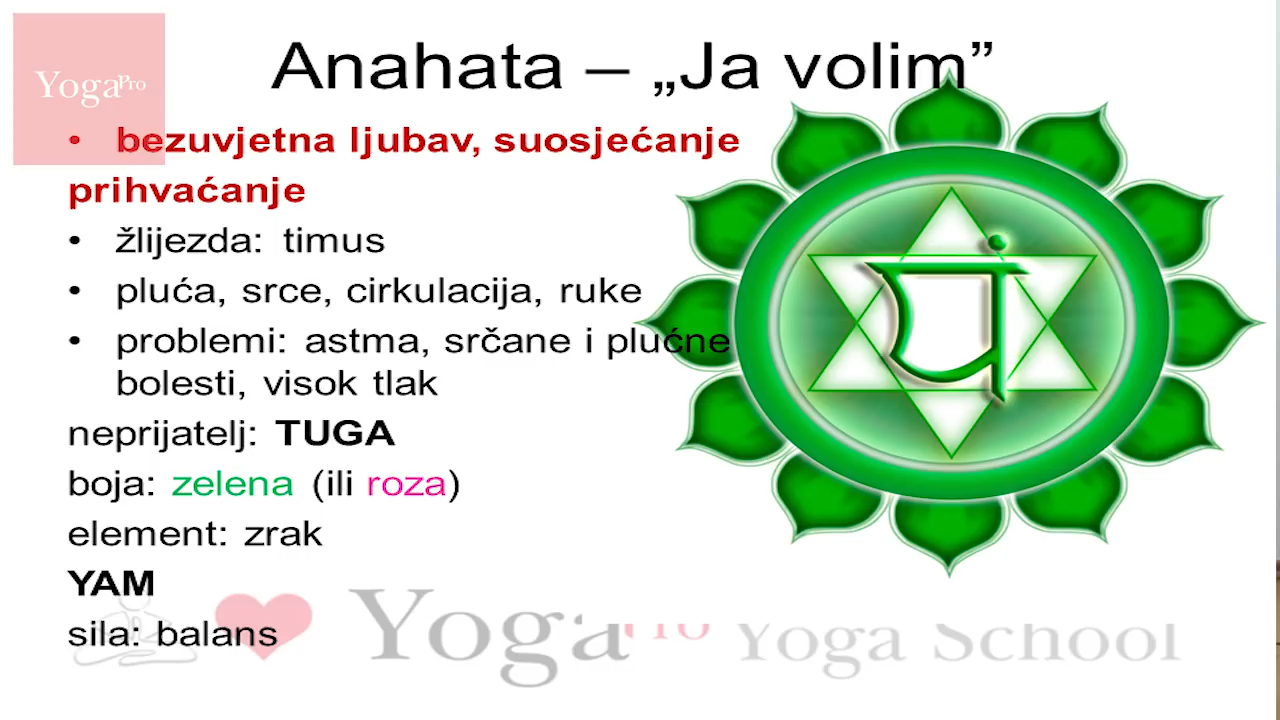 Anahata – „Ja volim”
YogaPro
• bezuvjetna ljubav, suosjećanje
prihvaćanje
• žlijezda: timus
• pluća, srce, cirkulacija, ruke
• problemi: astma, srčane i plućne
bolesti, visok tlak
neprijatelj: TUGA
boja: zelena (ili roza)
element: zrak
YAM
sila: balans
YogaPro Yoga School